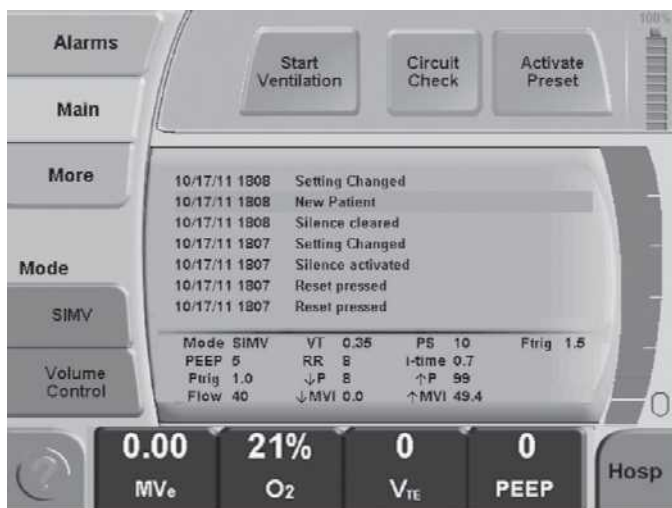 100%
Alarms
Start Ventilation
Circuit Check
Activate Preset
Main
More
10/17/11 1808 Setting Changed
10/17/11 1808 New Patient
10/17/11 1808 Silence cleared
10/17/11 1807 Setting Changed
10/17/11 1807 Silence activated
10/17/11 1807 Reset pressed
10/17/11 1807 Reset pressed
Mode
SIMV
Volume Control
Mode SIMV VT 0.35 PS 10 Ftrig 1.5
PEEP 5 RR 8 I-time 0.7
Ptrig 1.0 ↓P 8 ↑P 99
Flow 40 ↓MVI 0.0 ↑MVI 49.4
0
?
0.00 21% 0 0
MVe O2 VTE PEEP
Hosp